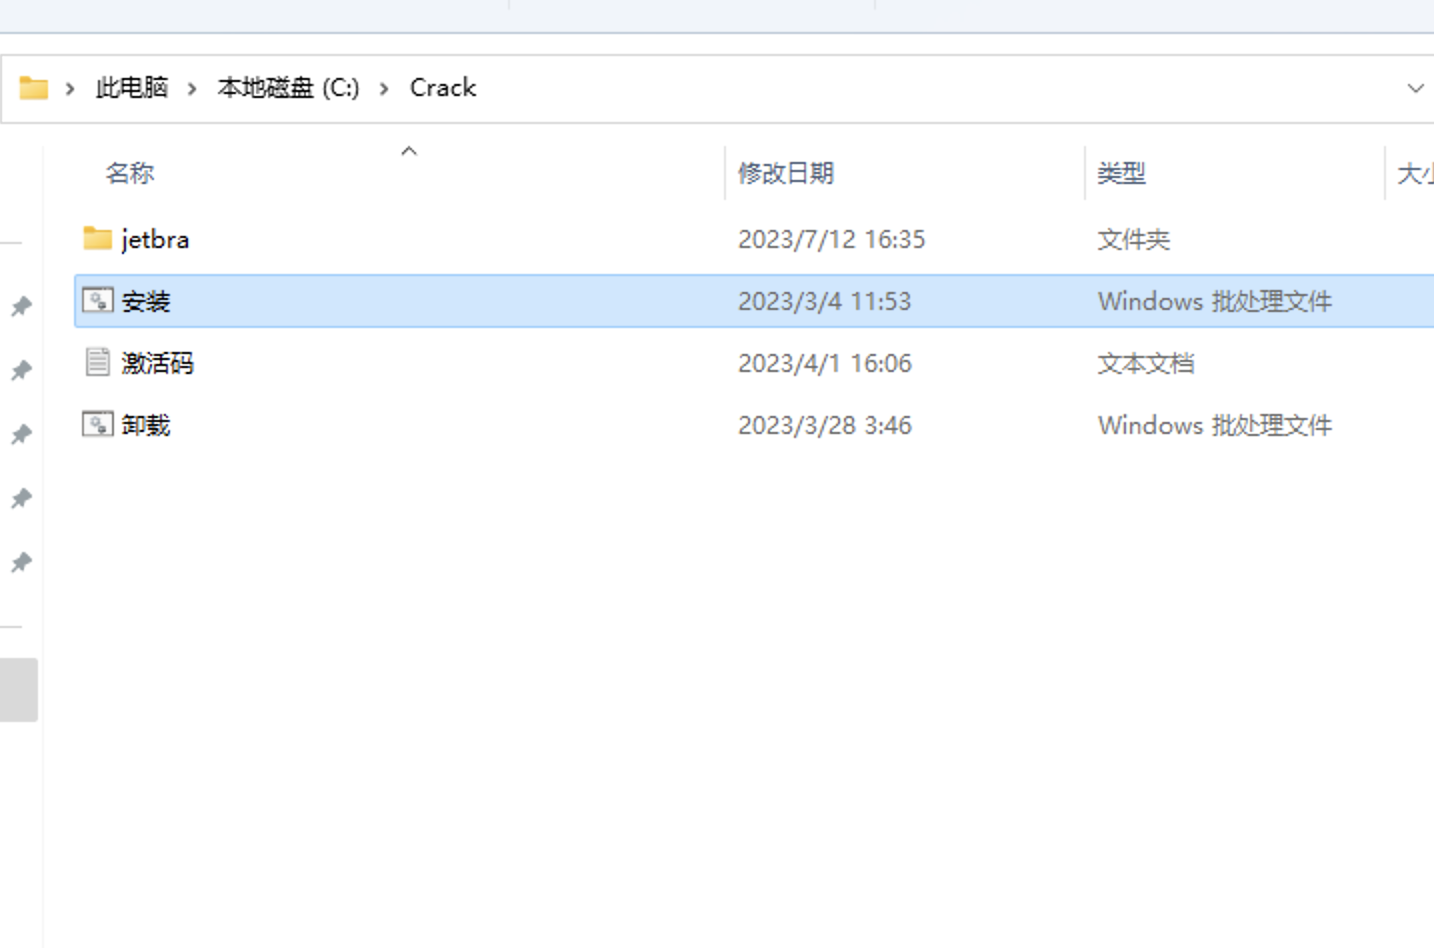 此电脑 本地磁盘 (C:) Crack
名称 修改日期 类型 大
jetbra 2023/7/12 16:35 文件夹
安装 2023/3/4 11:53 Windows 批处理文件
激活码 2023/4/1 16:06 文本文档
卸载 2023/3/28 3:46 Windows 批处理文件